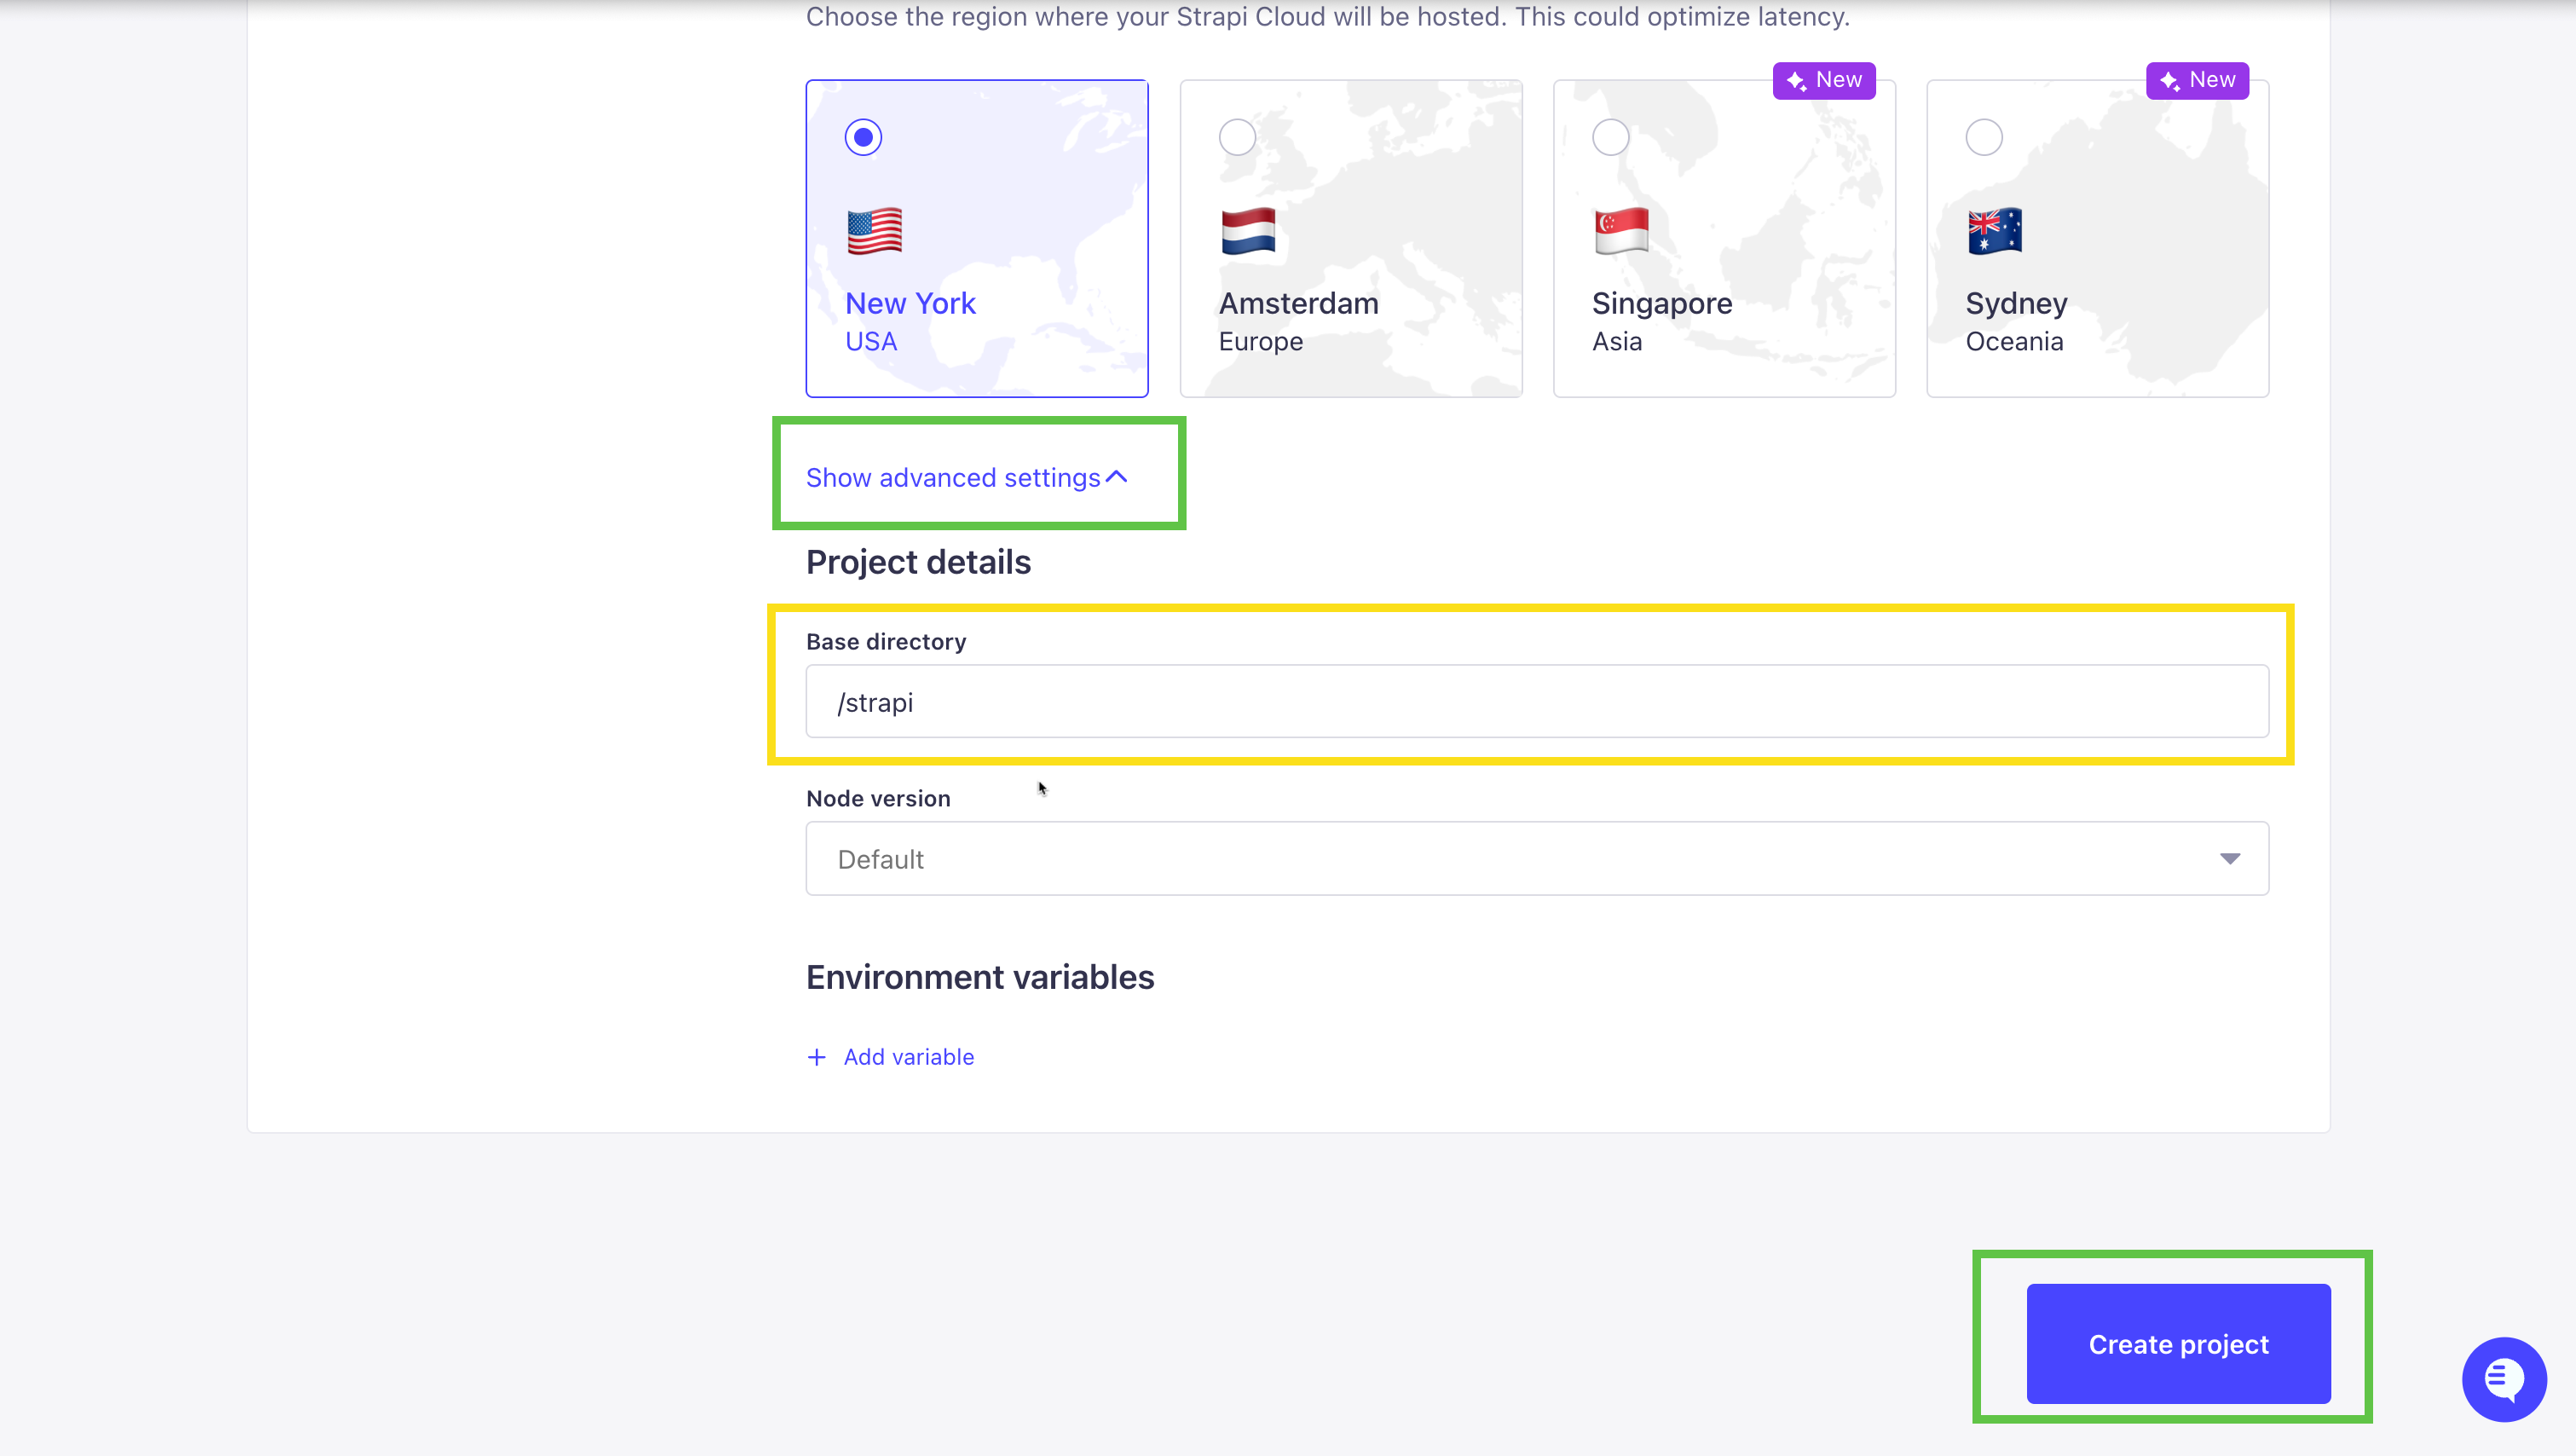 Choose the region where your Strapi Cloud will be hosted. This could optimize latency.
New
New
New York
USA
Amsterdam
Europe
Singapore
Asia
Sydney
Oceania
Show advanced settings
Project details
Base directory
/strapi
Node version
Default
Environment variables
+ Add variable
Create project